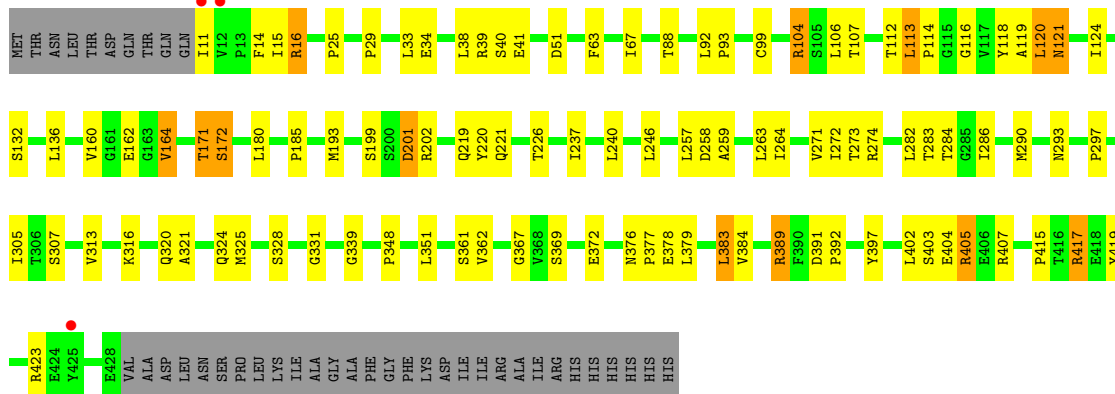 MET THR ASN LEU THR ASP GLN THR GLN GLN I11 V12 P13 F14 I15 R16 P25 P29 L33 E34 L38 R39 S40 E41 D51 F63 I67 T88 L92 P93 C99 R104 S105 L106 T107 T112 L113 P114 G115 G116 V117 Y118 A119 L120 N121 I124
S132 L136 V160 G161 E162 G163 V164 T171 S172 L180 P185 M193 S199 S200 D201 R202 Q219 Y220 Q221 T226 I237 L240 L246 L257 D258 A259 L263 I264 V271 I272 T273 R274 L282 T283 T284 G285 I286 M290 N293 P297
I305 T306 S307 V313 K316 Q320 A321 Q324 M325 S328 G331 G339 P348 L351 S361 V362 G367 V368 S369 E372 N376 P377 E378 L379 L383 V384 R389 F390 D391 P392 Y397 L402 S403 E404 R405 E406 R407 P415 T416 R417 E418 Y419
R423 E424 Y425 E428 VAL ALA ASP LEU ASN SER PRO LEU LYS ILE ALA GLY ALA PHE GLY PHE LYS ASP ILE ILE ARG ALA ILE ARG HIS HIS HIS HIS HIS HIS